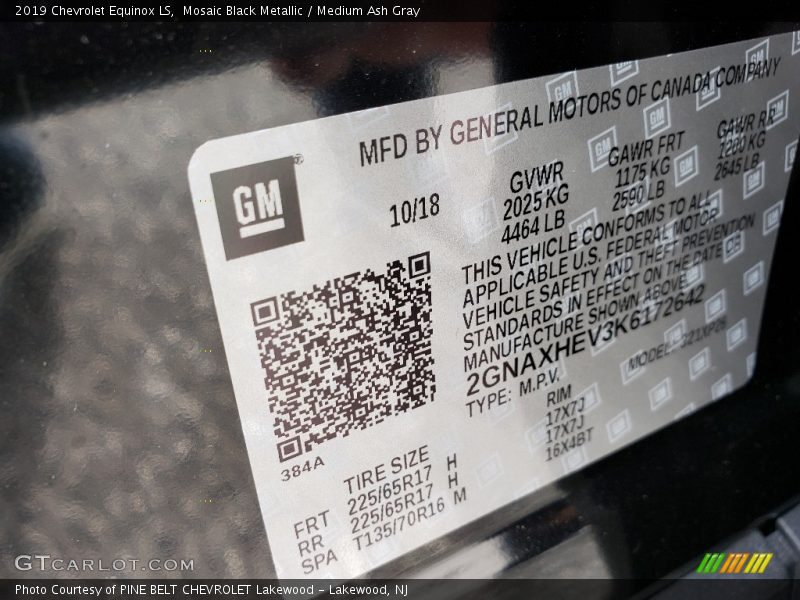 2019 Chevrolet Equinox LS, Mosaic Black Metallic / Medium Ash Gray
MFD BY GENERAL MOTORS OF CANADA COMPANY
GM
10/18
GVWR
2025 KG
4464 LB
GAWR FRT
1175 KG
2590 LB
GAWR RR
1200 KG
2645 LB
THIS VEHICLE CONFORMS TO ALL
APPLICABLE U.S. FEDERAL MOTOR
VEHICLE SAFETY AND THEFT PREVENTION
STANDARDS IN EFFECT ON THE DATE OF
MANUFACTURE SHOWN ABOVE.
2GNAXHEV3K6172642
TYPE: M.P.V.
MODEL:
384A
TIRE SIZE RIM
FRT 225/65R17 H 17X7J
RR 225/65R17 H 17X7J
SPA T135/70R16 M 16X4BT
GTCARLOT.COM
Photo Courtesy of PINE BELT CHEVROLET Lakewood - Lakewood, NJ